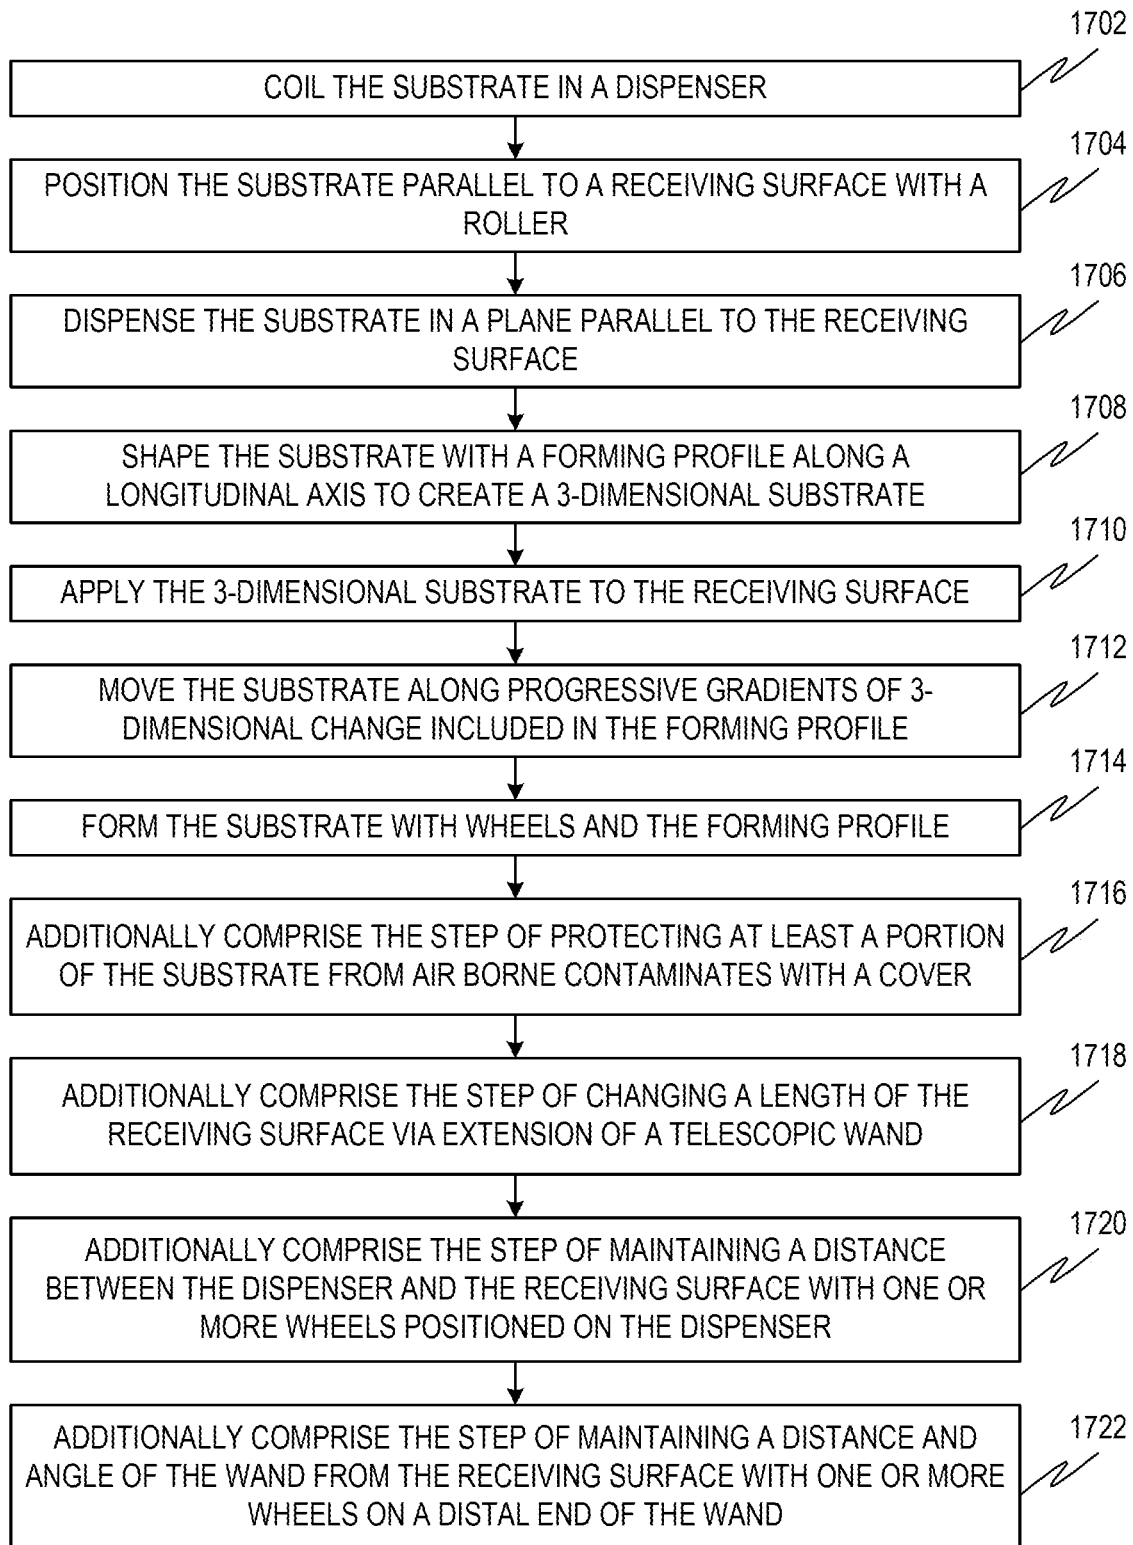 1702
COIL THE SUBSTRATE IN A DISPENSER
1704
POSITION THE SUBSTRATE PARALLEL TO A RECEIVING SURFACE WITH A
ROLLER
1706
DISPENSE THE SUBSTRATE IN A PLANE PARALLEL TO THE RECEIVING
SURFACE
1708
SHAPE THE SUBSTRATE WITH A FORMING PROFILE ALONG A
LONGITUDINAL AXIS TO CREATE A 3-DIMENSIONAL SUBSTRATE
1710
APPLY THE 3-DIMENSIONAL SUBSTRATE TO THE RECEIVING SURFACE
1712
MOVE THE SUBSTRATE ALONG PROGRESSIVE GRADIENTS OF 3-
DIMENSIONAL CHANGE INCLUDED IN THE FORMING PROFILE
1714
FORM THE SUBSTRATE WITH WHEELS AND THE FORMING PROFILE
1716
ADDITIONALLY COMPRISE THE STEP OF PROTECTING AT LEAST A PORTION
OF THE SUBSTRATE FROM AIR BORNE CONTAMINATES WITH A COVER
1718
ADDITIONALLY COMPRISE THE STEP OF CHANGING A LENGTH OF THE
RECEIVING SURFACE VIA EXTENSION OF A TELESCOPIC WAND
1720
ADDITIONALLY COMPRISE THE STEP OF MAINTAINING A DISTANCE
BETWEEN THE DISPENSER AND THE RECEIVING SURFACE WITH ONE OR
MORE WHEELS POSITIONED ON THE DISPENSER
1722
ADDITIONALLY COMPRISE THE STEP OF MAINTAINING A DISTANCE AND
ANGLE OF THE WAND FROM THE RECEIVING SURFACE WITH ONE OR MORE
WHEELS ON A DISTAL END OF THE WAND